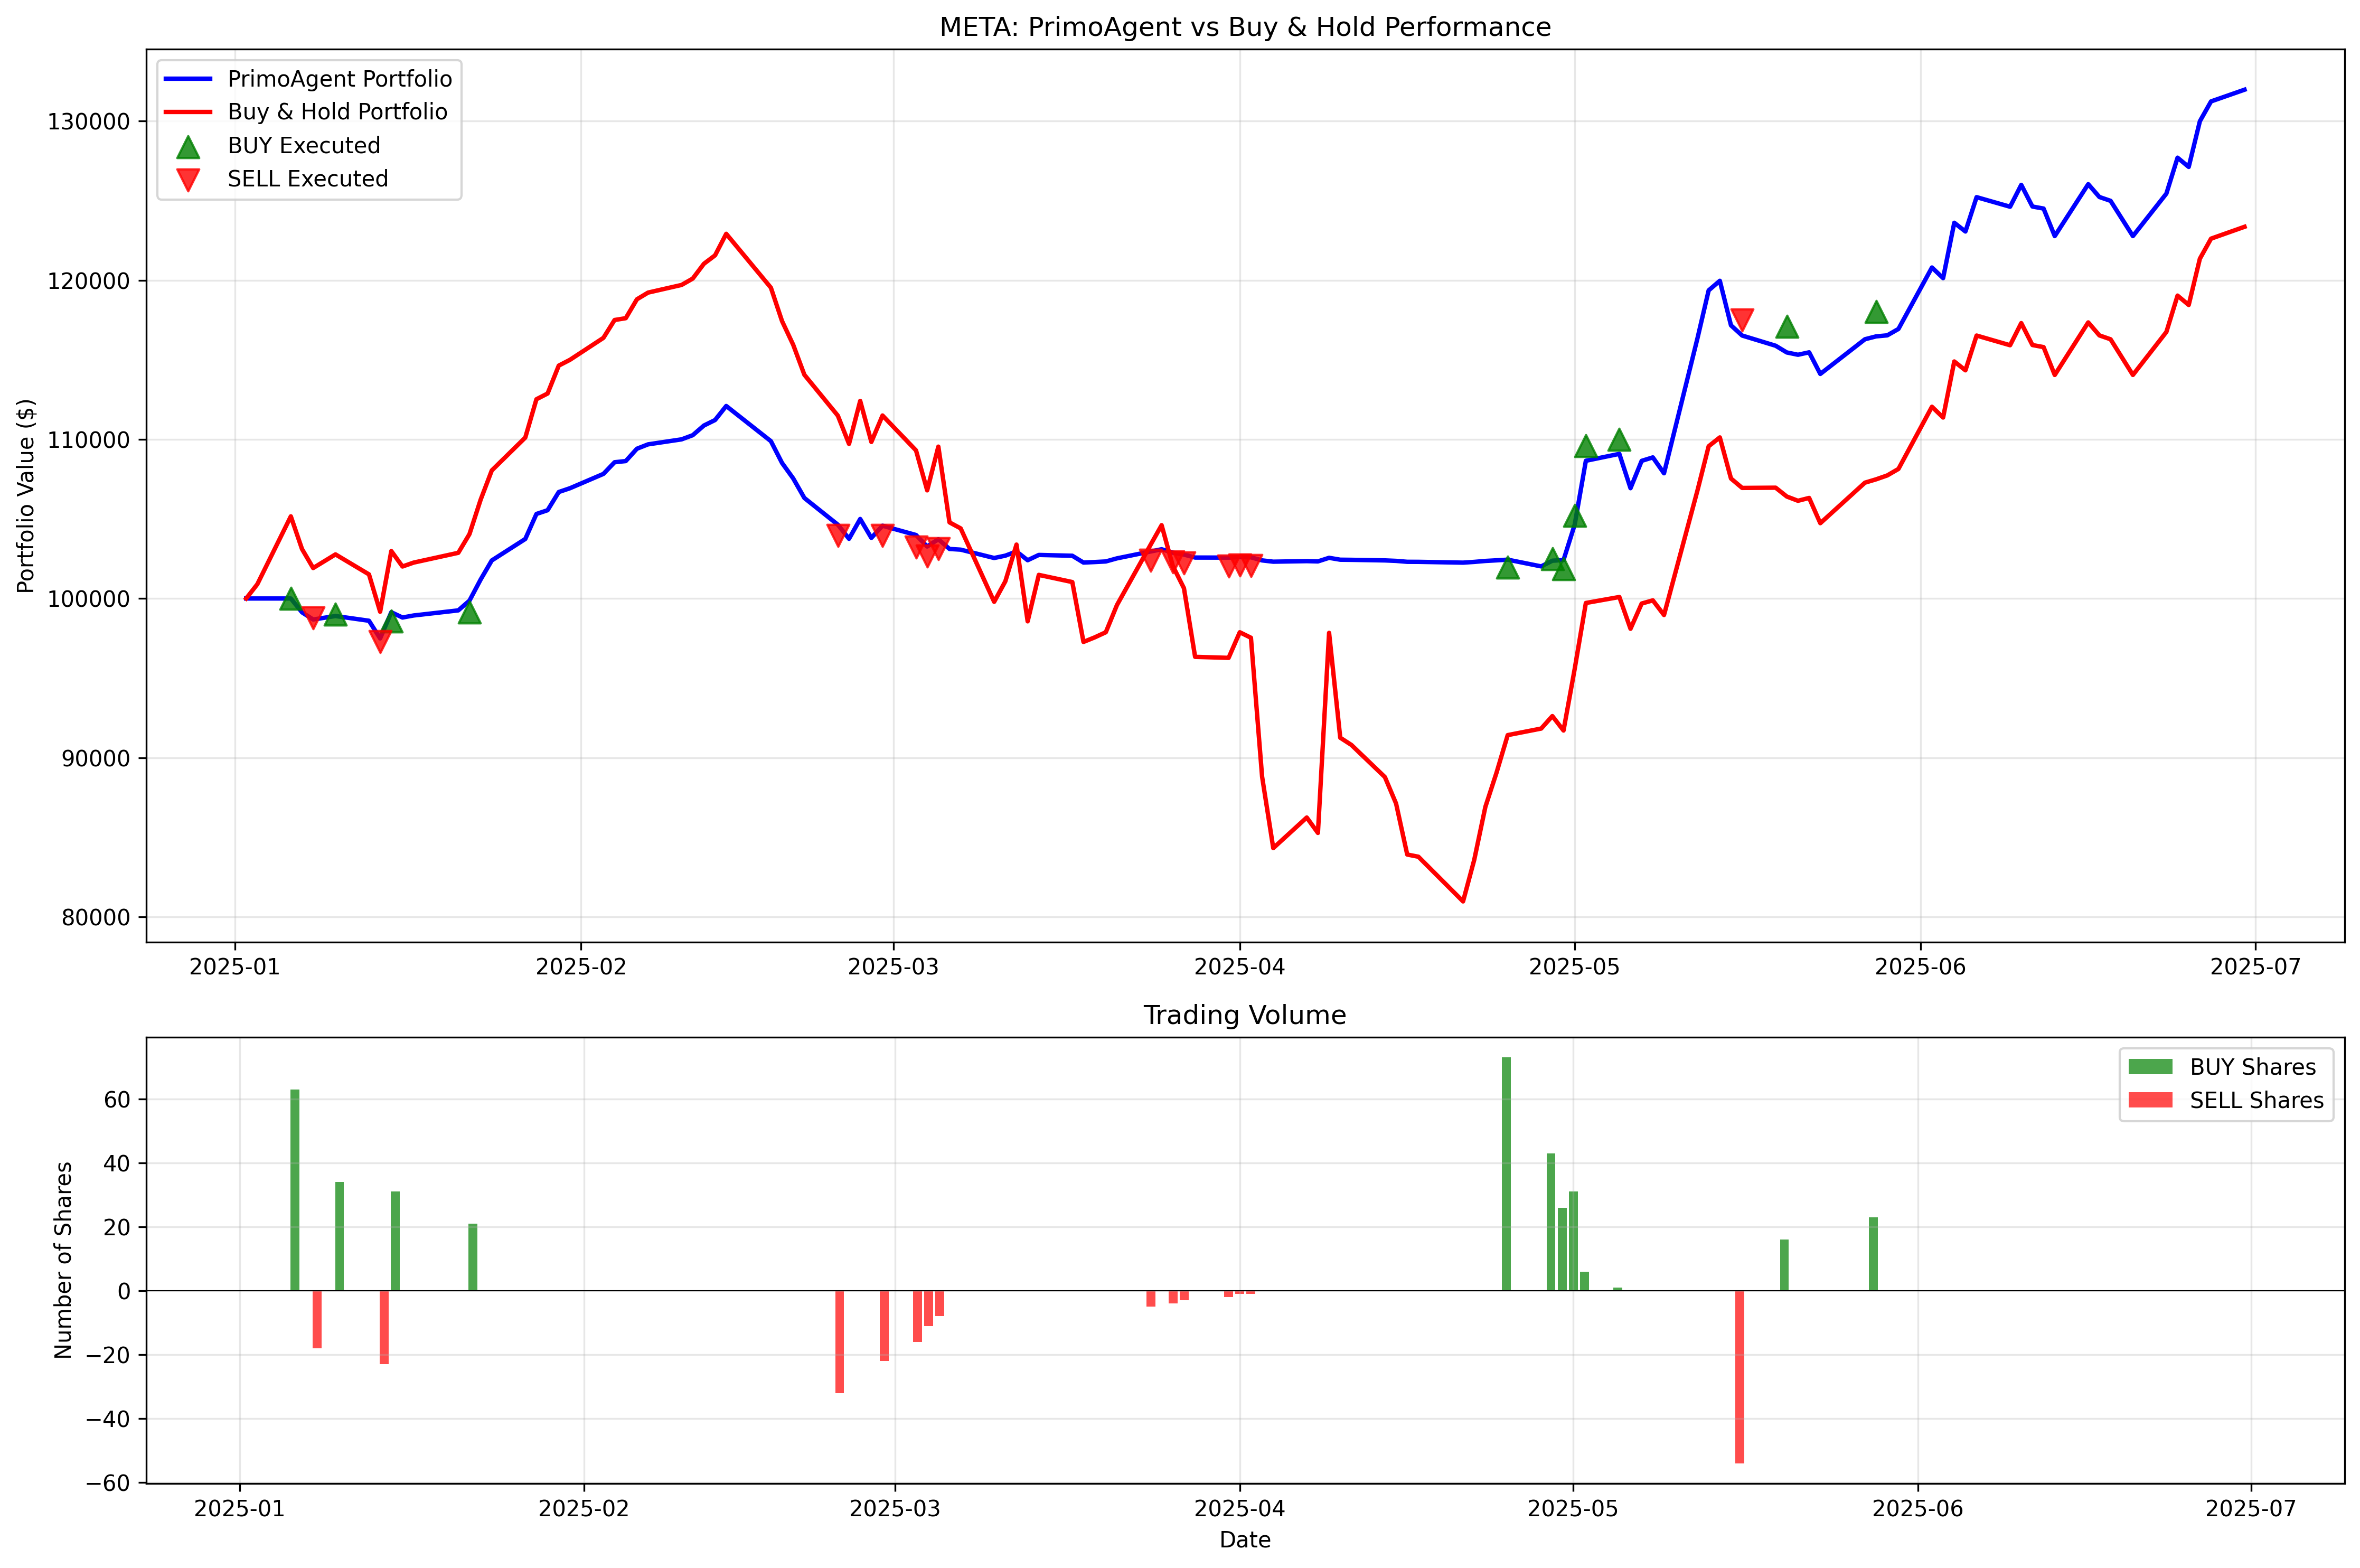 META: PrimoAgent vs Buy & Hold Performance
PrimoAgent Portfolio
Buy & Hold Portfolio
BUY Executed
SELL Executed
Portfolio Value ($)
130000
120000
110000
100000
90000
80000
2025-01 2025-02 2025-03 2025-04 2025-05 2025-06 2025-07
Trading Volume
BUY Shares
SELL Shares
Number of Shares
60
40
20
0
−20
−40
−60
2025-01 2025-02 2025-03 2025-04 2025-05 2025-06 2025-07
Date